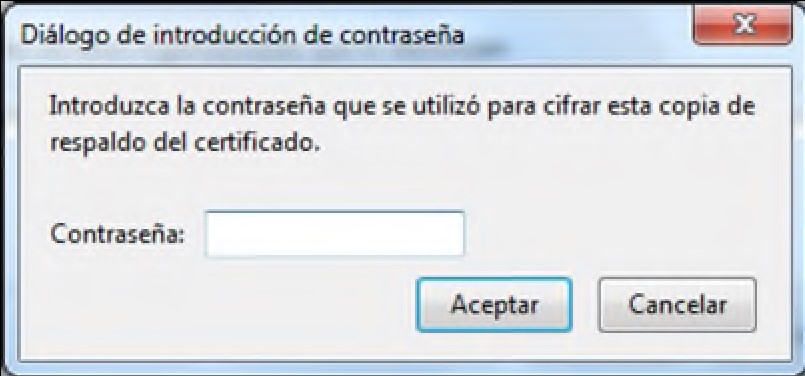 Diálogo de introducción de contraseña
Introduzca la contraseña que se utilizó para cifrar esta copia de
respaldo del certificado.
Contraseña:
Aceptar Cancelar